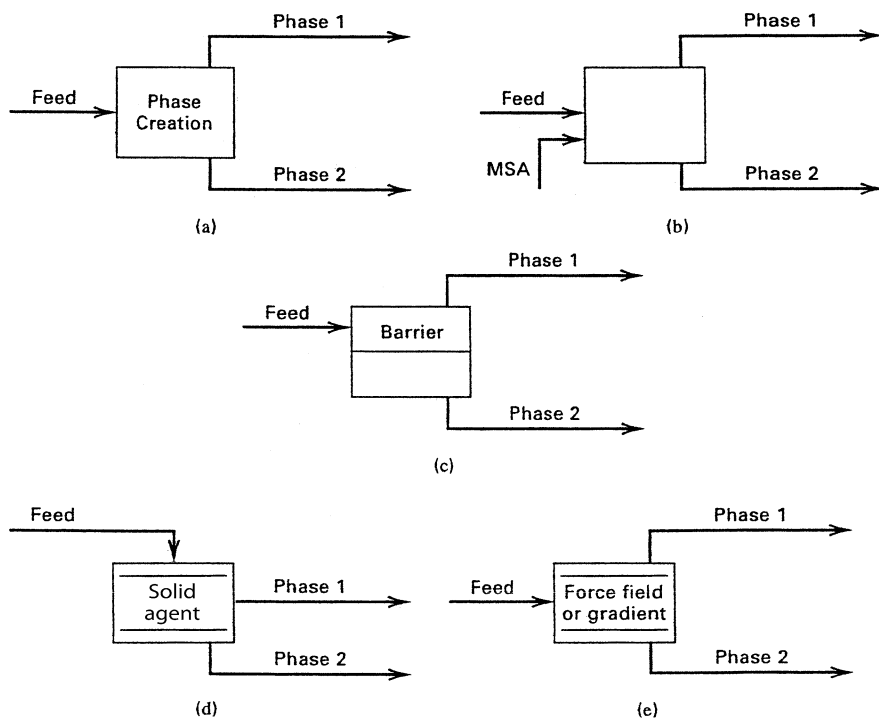 Phase 1
Feed
Phase
Creation
Phase 2
(a)
Phase 1
Feed
MSA
Phase 2
(b)
Phase 1
Feed
Barrier
Phase 2
(c)
Feed
Solid
agent
Phase 1
Phase 2
(d)
Phase 1
Feed
Force field
or gradient
Phase 2
(e)